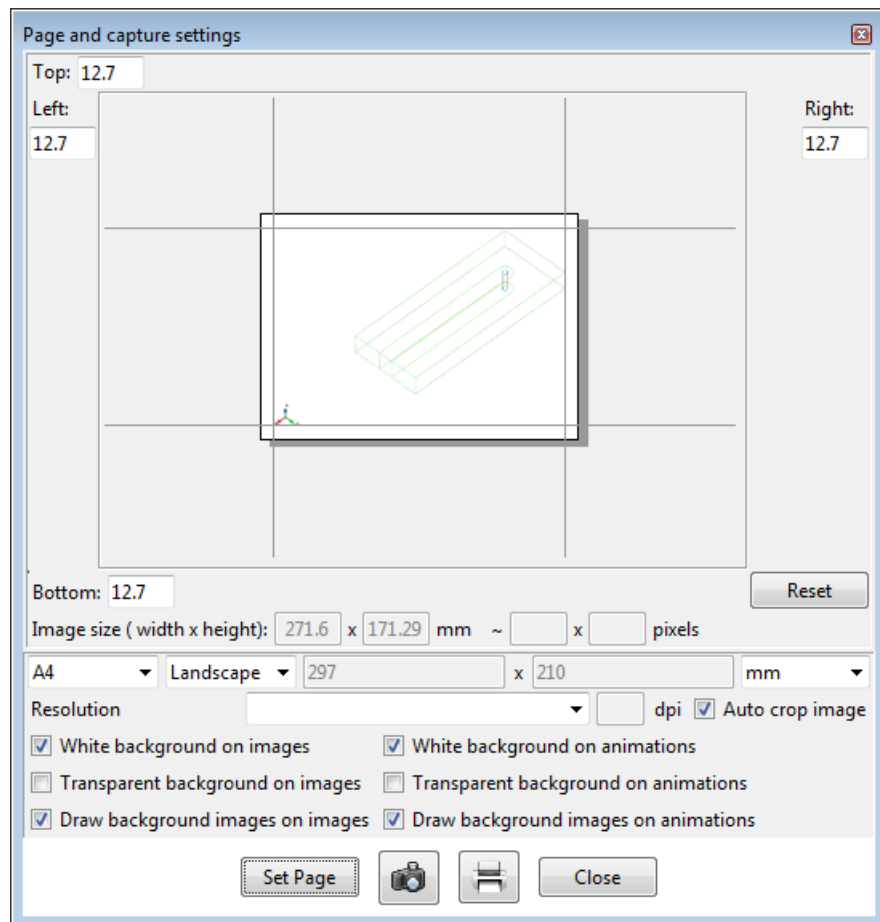 Page and capture settings
Top: 12.7
Left: Right:
12.7 12.7
Bottom: 12.7
Reset
Image size ( width x height): 271.6 x 171.29 mm ~ x pixels
A4 Landscape 297 x 210 mm
Resolution dpi Auto crop image
White background on images White background on animations
Transparent background on images Transparent background on animations
Draw background images on images Draw background images on animations
Set Page Close